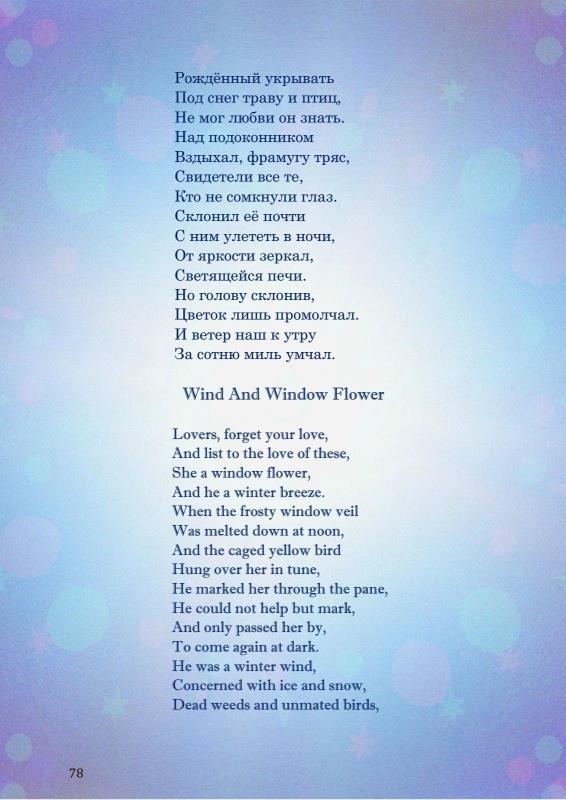 Рождённый укрывать
Под снег траву и птиц,
Не мог любви он знать.
Над подоконником
Вздыхал, фрамугу тряс,
Свидетели все те,
Кто не сомкнули глаз.
Склонил её почти
С ним улететь в ночи,
От яркости зеркал,
Светящейся печи.
Но голову склонив,
Цветок лишь промолчал.
И ветер наш к утру
За сотню миль умчал.
Wind And Window Flower
Lovers, forget your love,
And list to the love of these,
She a window flower,
And he a winter breeze.
When the frosty window veil
Was melted down at noon,
And the caged yellow bird
Hung over her in tune,
He marked her through the pane,
He could not help but mark,
And only passed her by,
To come again at dark.
He was a winter wind,
Concerned with ice and snow,
Dead weeds and unmated birds,
78